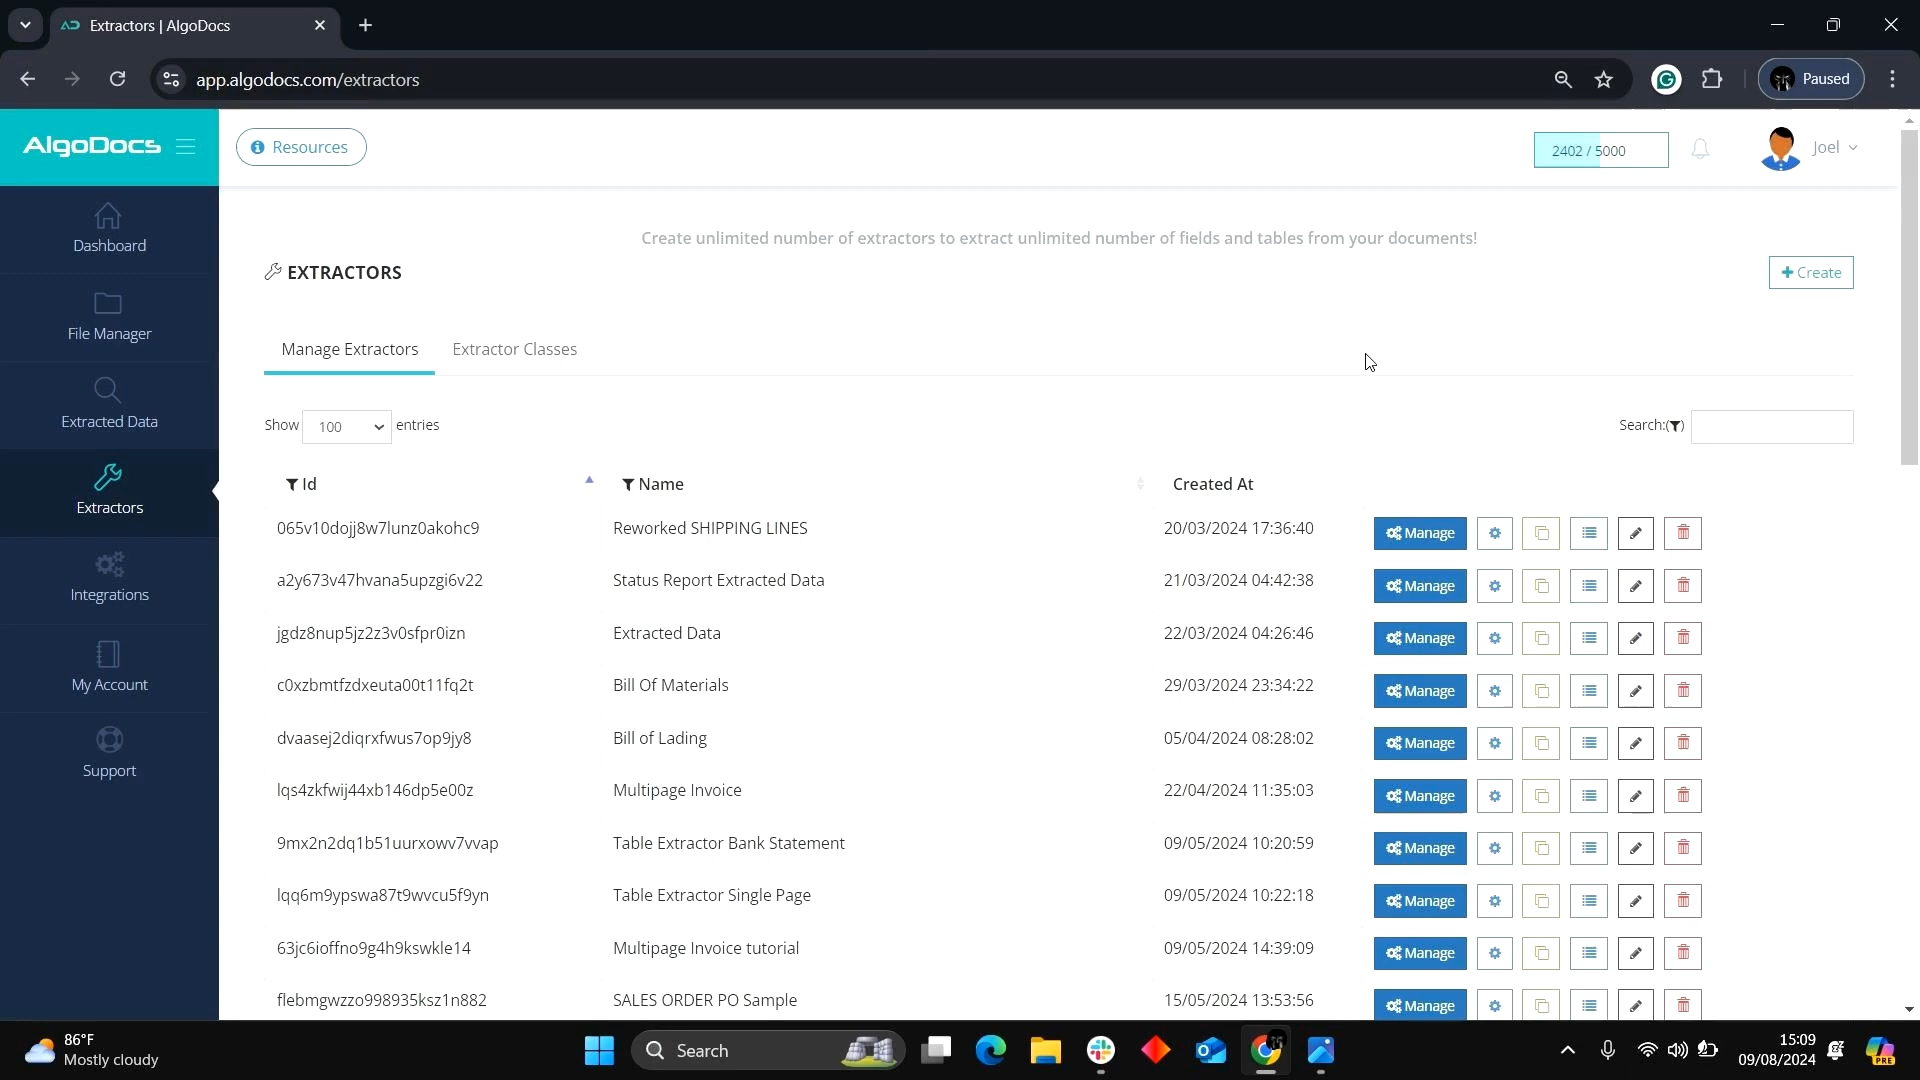 Extractors | AlgoDocs
app.algodocs.com/extractors
Paused
AlgoDocs
Resources
2402 / 5000
Joel
Dashboard
File Manager
Extracted Data
Extractors
Integrations
My Account
Support
Create unlimited number of extractors to extract unlimited number of fields and tables from your documents!
EXTRACTORS
Create
Manage Extractors Extractor Classes
Show 100 entries
Search:
Id Name Created At
065v10dojj8w7lunz0akohc9 Reworked SHIPPING LINES 20/03/2024 17:36:40 Manage
a2y673v47hvana5upzgi6v22 Status Report Extracted Data 21/03/2024 04:42:38 Manage
jgdz8nup5jz2z3v0sfpr0izn Extracted Data 22/03/2024 04:26:46 Manage
c0xzbmtfzdxeuta00t11fq2t Bill Of Materials 29/03/2024 23:34:22 Manage
dvaasej2diqrxfwus7op9jy8 Bill of Lading 05/04/2024 08:28:02 Manage
lqs4zkfwij44xb146dp5e00z Multipage Invoice 22/04/2024 11:35:03 Manage
9mx2n2dq1b51uurxowv7vvap Table Extractor Bank Statement 09/05/2024 10:20:59 Manage
lqq6m9ypswa87t9wvcu5f9yn Table Extractor Single Page 09/05/2024 10:22:18 Manage
63jc6ioffno9g4h9kswkle14 Multipage Invoice tutorial 09/05/2024 14:39:09 Manage
flebmgwzzo998935ksz1n882 SALES ORDER PO Sample 15/05/2024 13:53:56 Manage
86°F
Mostly cloudy
Search
15:09
09/08/2024
PRE